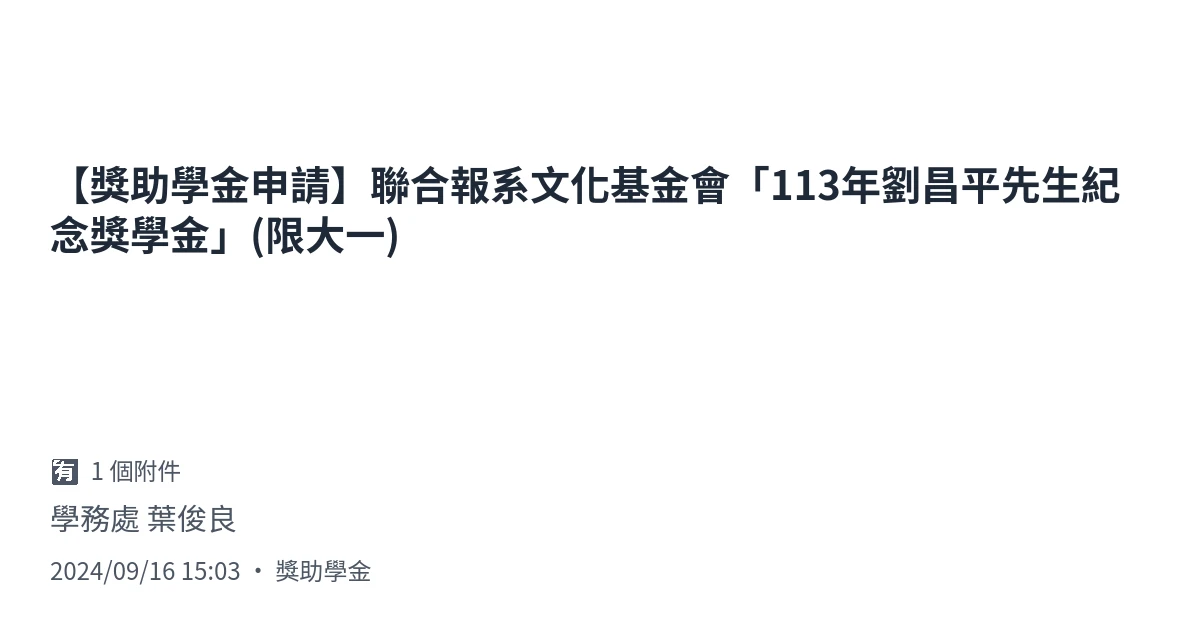 【獎助學金申請】聯合報系文化基金會「113年劉昌平先生紀
念獎學金」(限大一)
🈶 1 個附件
學務處 葉俊良
2024/09/16 15:03 • 獎助學金